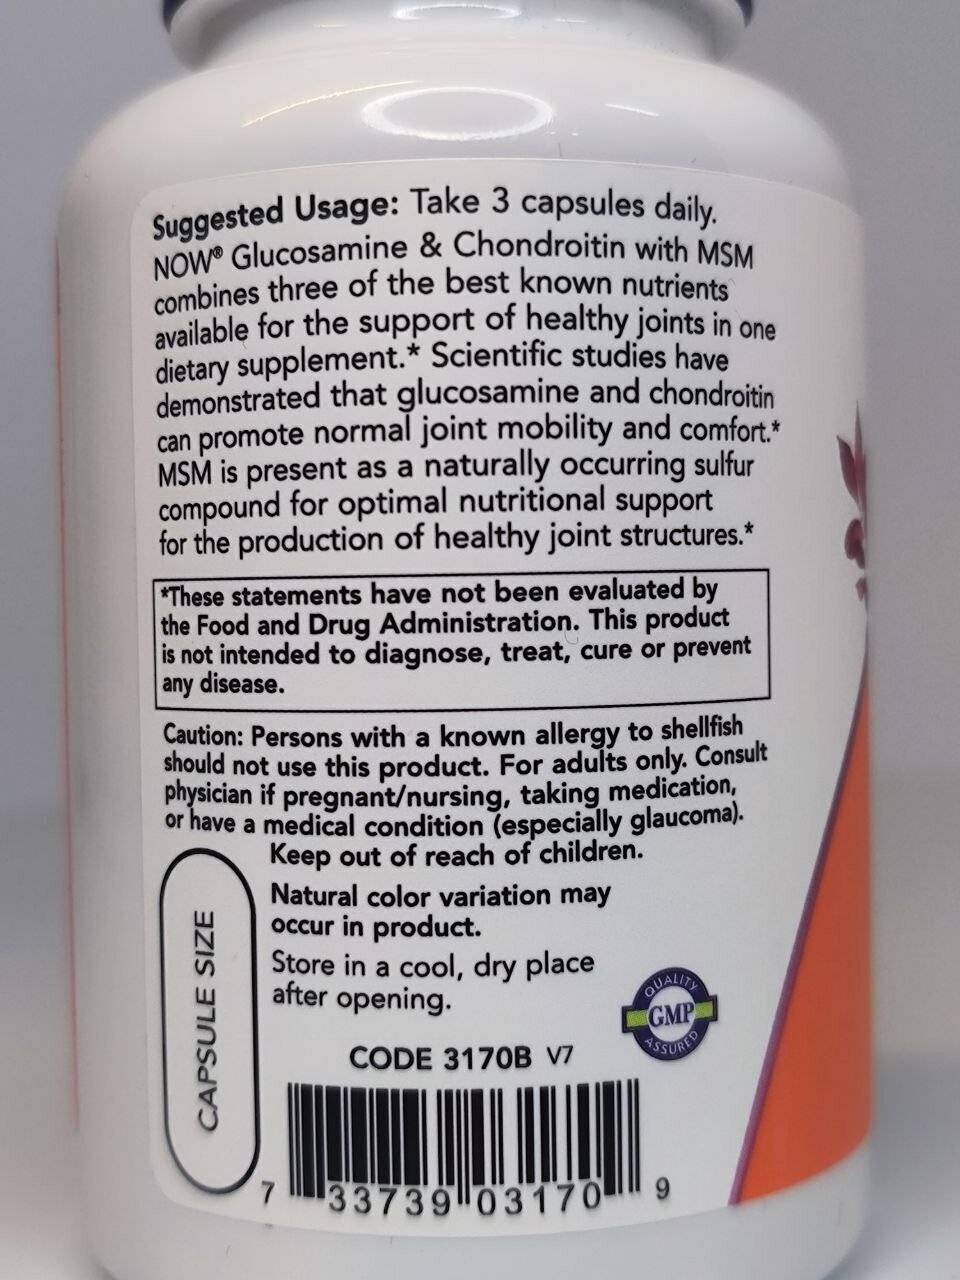 Suggested Usage: Take 3 capsules daily.
NOW® Glucosamine & Chondroitin with MSM
combines three of the best known nutrients
available for the support of healthy joints in one
dietary supplement.* Scientific studies have
demonstrated that glucosamine and chondroitin
can promote normal joint mobility and comfort.*
MSM is present as a naturally occurring sulfur
compound for optimal nutritional support
for the production of healthy joint structures.*
*These statements have not been evaluated by
the Food and Drug Administration. This product
is not intended to diagnose, treat, cure or prevent
any disease.
Caution: Persons with a known allergy to shellfish
should not use this product. For adults only. Consult
physician if pregnant/nursing, taking medication,
or have a medical condition (especially glaucoma).
Keep out of reach of children.
Natural color variation may
occur in product.
Store in a cool, dry place
after opening.
CAPSULE SIZE
QUALITY
GMP
ASSURED
CODE 3170B V7
7 33739 03170 9